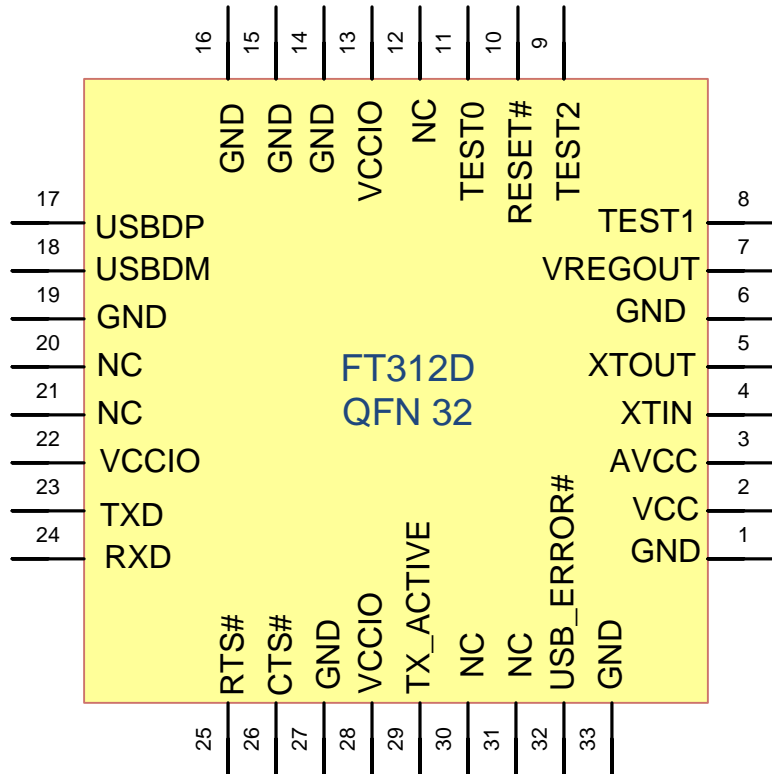 16
15
14
13
12
11
10
9
GND
GND
GND
VCCIO
NC
TEST0
RESET#
TEST2
17
USBDP
18
USBDM
19
GND
20
NC
21
NC
22
VCCIO
23
TXD
24
RXD
FT312D
QFN 32
8
TEST1
7
VREGOUT
6
GND
5
XTOUT
4
XTIN
3
AVCC
2
VCC
1
GND
RTS#
CTS#
GND
VCCIO
TX_ACTIVE
NC
NC
USB_ERROR#
GND
25
26
27
28
29
30
31
32
33